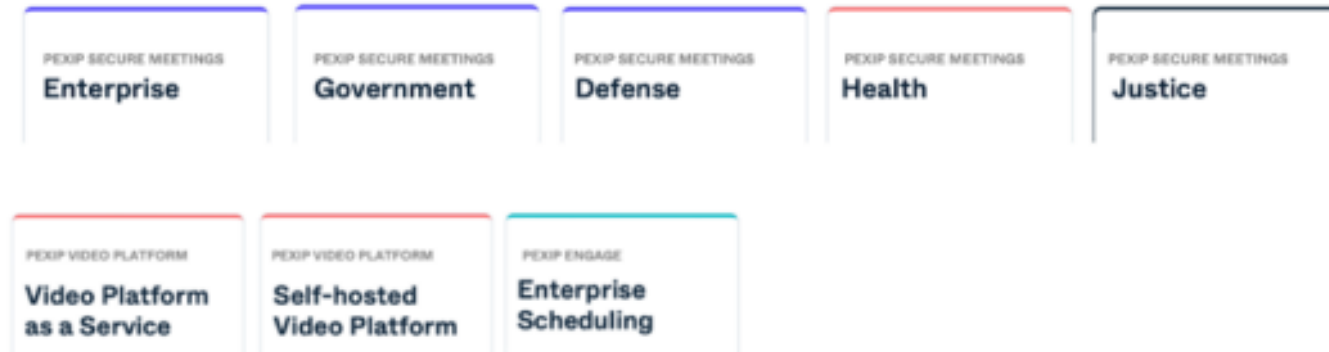 PEXIP SECURE MEETINGS
Enterprise
PEXIP SECURE MEETINGS
Government
PEXIP SECURE MEETINGS
Defense
PEXIP SECURE MEETINGS
Health
PEXIP SECURE MEETINGS
Justice
PEXIP VIDEO PLATFORM
Video Platform
as a Service
PEXIP VIDEO PLATFORM
Self-hosted
Video Platform
PEXIP ENGAGE
Enterprise
Scheduling